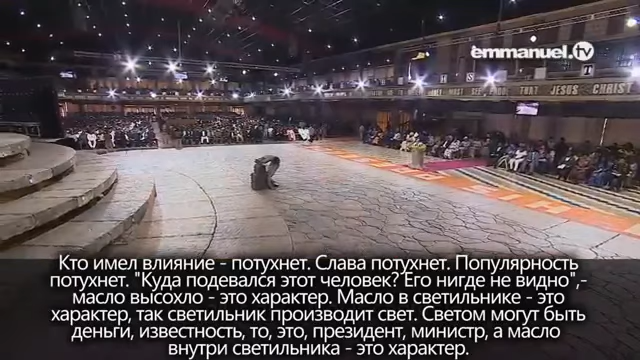 emmanuel.tv
THAT JESUS CHRIST
Кто имел влияние - потухнет. Слава потухнет. Популярность
потухнет. "Куда подевался этот человек? Его нигде не видно",-
масло высохло - это характер. Масло в светильнике - это
характер, так светильник производит свет. Светом могут быть
деньги, известность, то, это, президент, министр, а масло
внутри светильника - это характер.